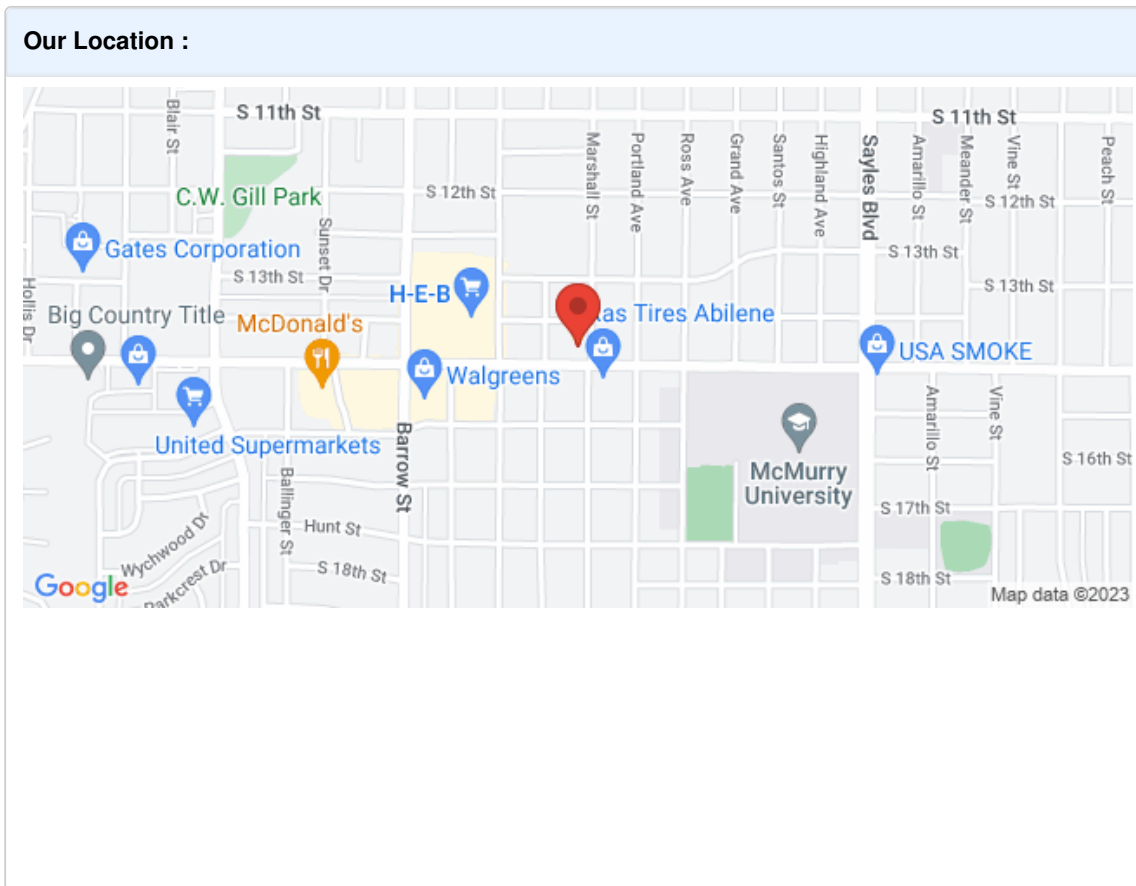 Our Location :
S 11th St
S 11th St
Blair St
Marshall St
Portland Ave
Ross Ave
Grand Ave
Santos St
Highland Ave
Sayles Blvd
Amarillo St
Meander St
Vine St
Peach St
C.W. Gill Park
S 12th St
S 12th St
Sunset Dr
Gates Corporation
S 13th St
S 13th St
S 13th St
Hollis Dr
H-E-B
Big Country Title
McDonald's
as Tires Abilene
USA SMOKE
Walgreens
United Supermarkets
Barrow St
Amarillo St
Vine St
McMurry
University
S 16th St
Ballinger St
S 17th St
Hunt St
Wychwood Dr
S 18th St
S 18th St
Parkcrest Dr
Google
Map data ©2023